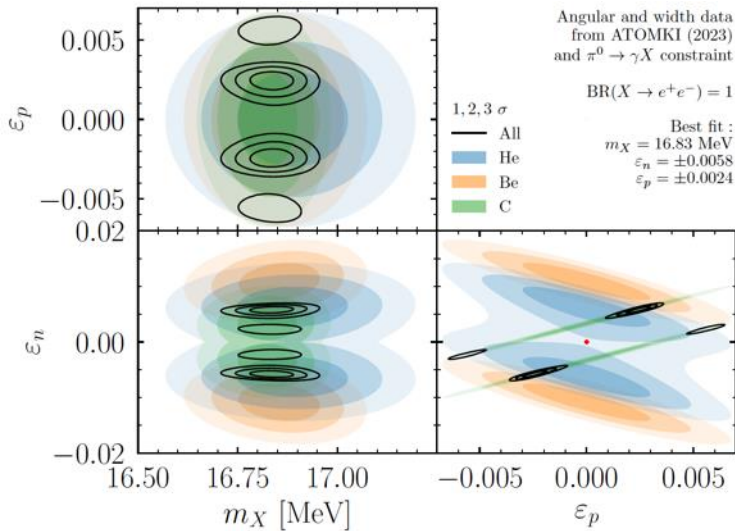 0.005
0.000
−0.005
εp
Angular and width data
from ATOMKI (2023)
and π⁰ → γX constraint
BR(X → e⁺e⁻) = 1
1, 2, 3 σ
All
He
Be
C
Best fit :
mX = 16.83 MeV
εn = ±0.0058
εp = ±0.0024
0.02
0.00
−0.02
εn
16.50
16.75
17.00
mX [MeV]
−0.005
0.000
0.005
εp